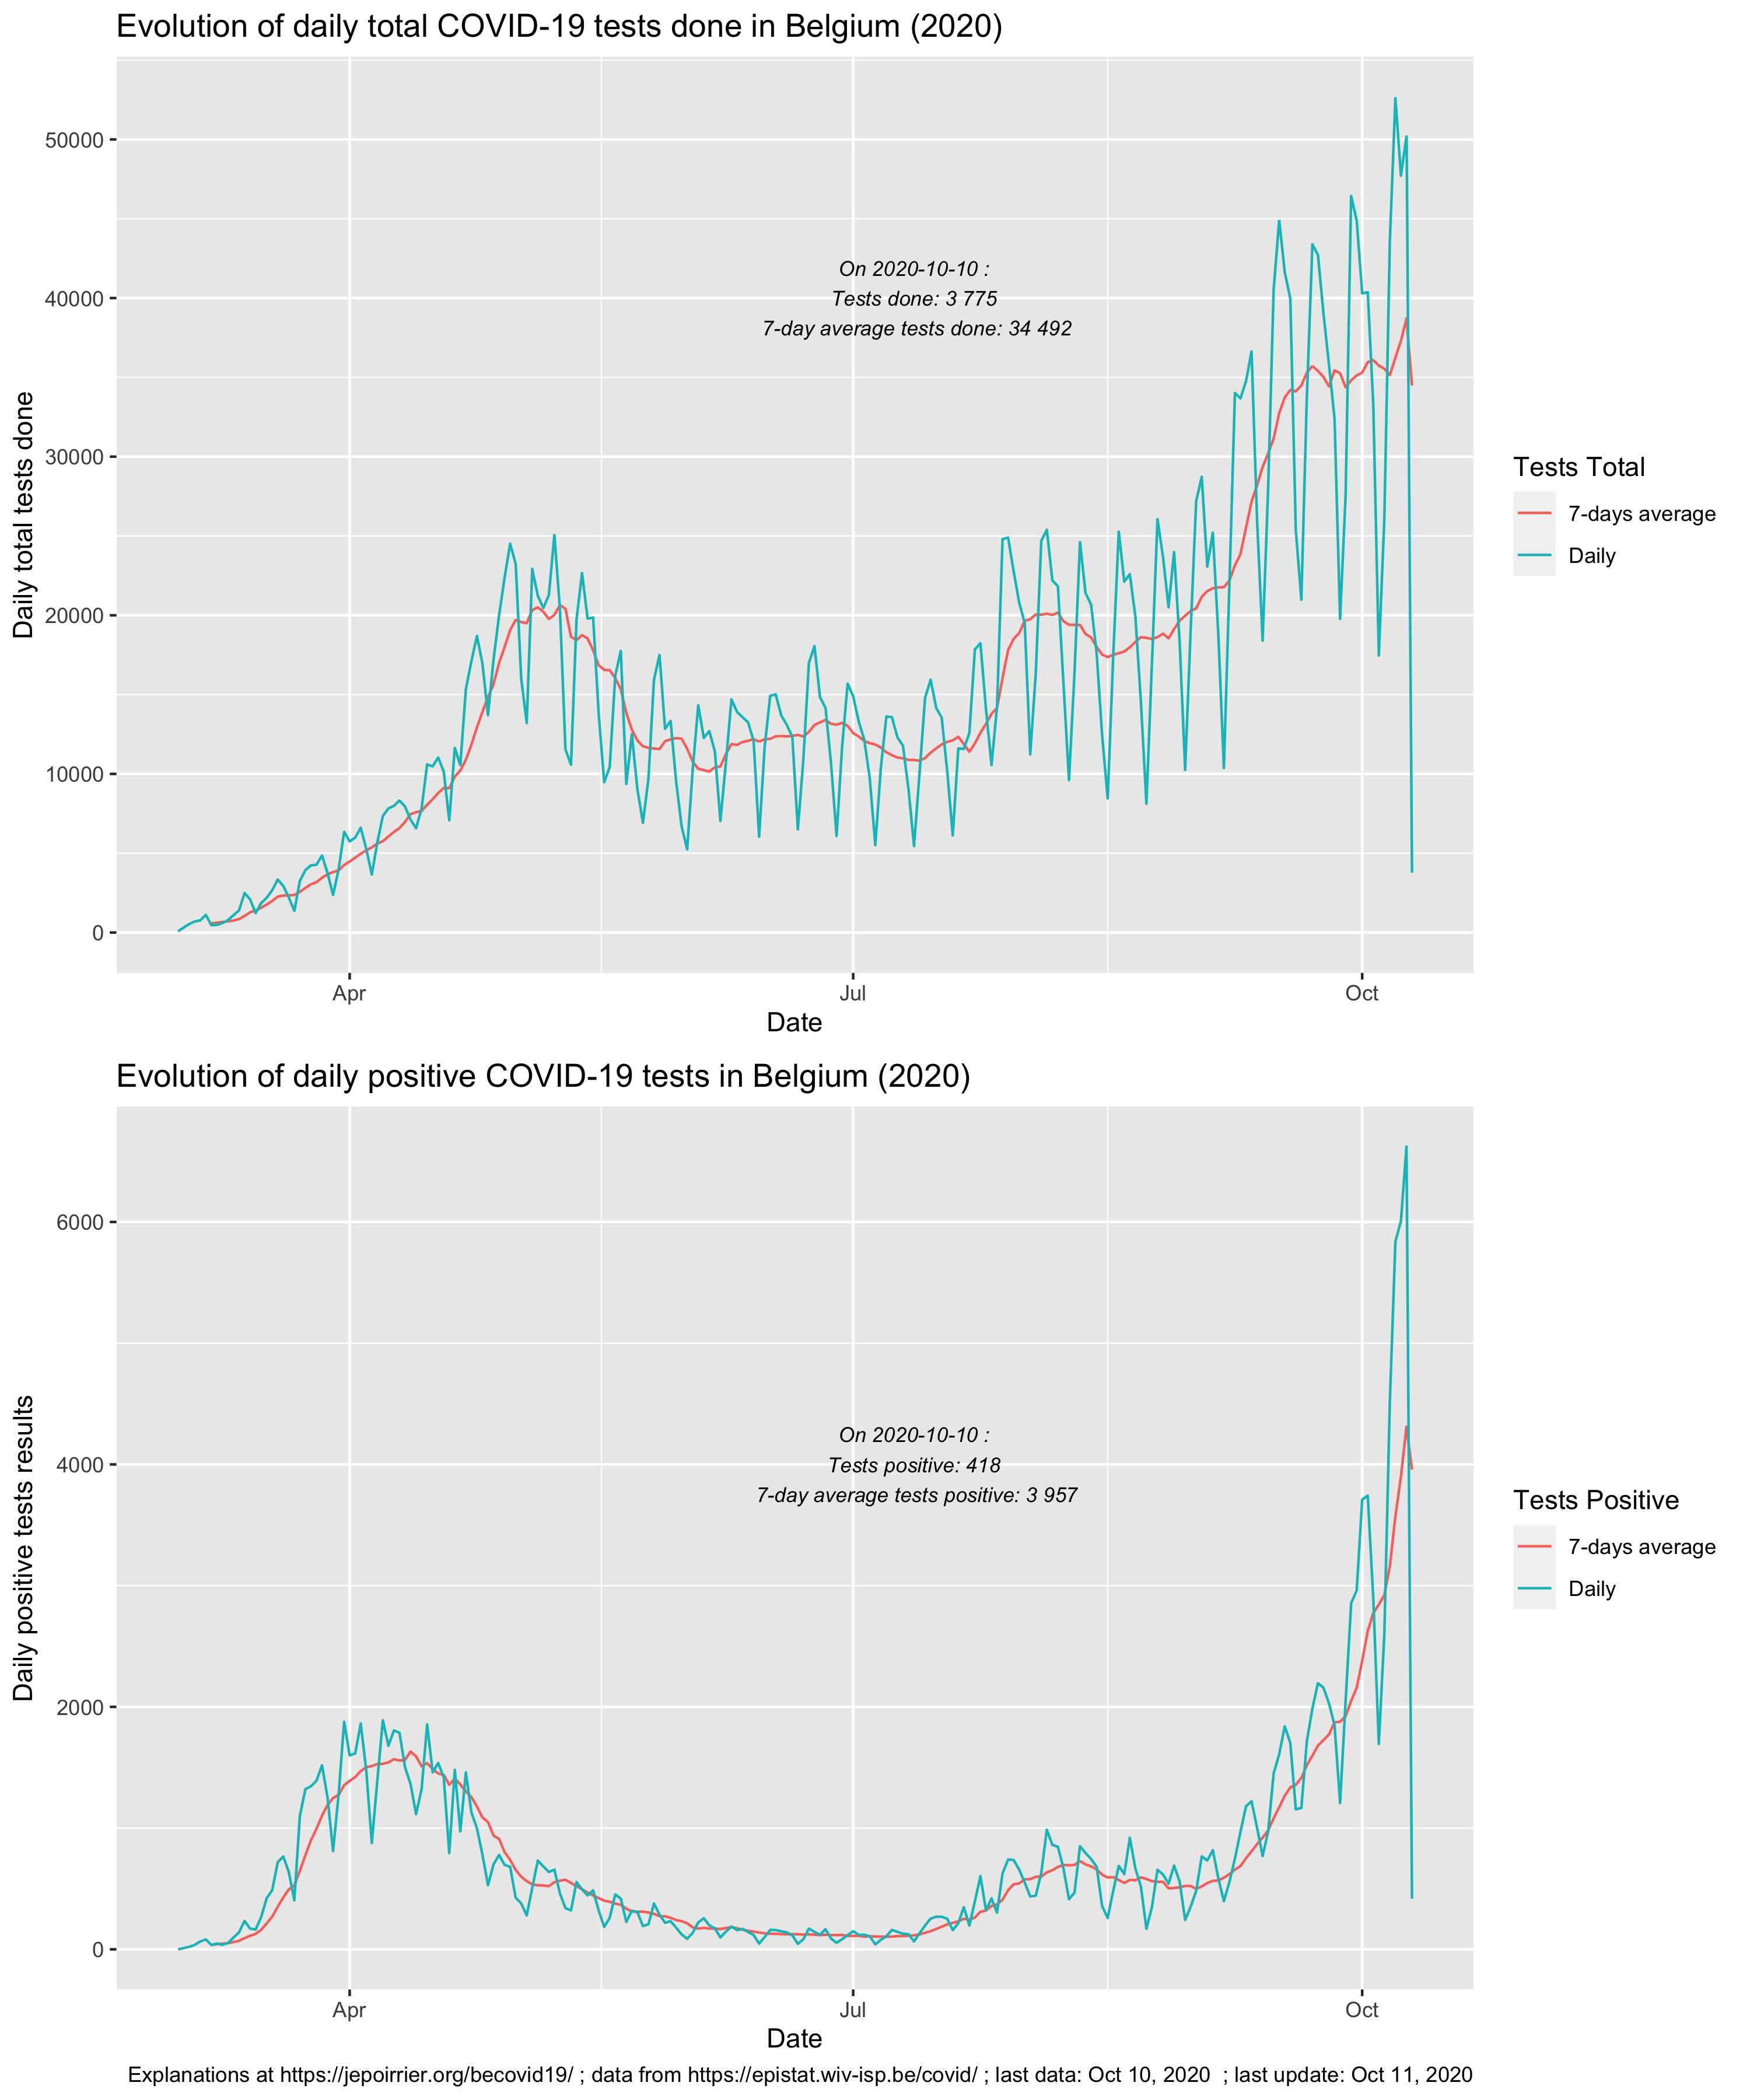 Evolution of daily total COVID-19 tests done in Belgium (2020)
50000
40000
30000
20000
10000
0
Daily total tests done
On 2020-10-10 :
Tests done: 3 775
7-day average tests done: 34 492
Apr
Jul
Oct
Date
Tests Total
7-days average
Daily
Evolution of daily positive COVID-19 tests in Belgium (2020)
6000
4000
2000
0
Daily positive tests results
On 2020-10-10 :
Tests positive: 418
7-day average tests positive: 3 957
Apr
Jul
Oct
Date
Tests Positive
7-days average
Daily
Explanations at https://jepoirrier.org/becovid19/ ; data from https://epistat.wiv-isp.be/covid/ ; last data: Oct 10, 2020  ; last update: Oct 11, 2020